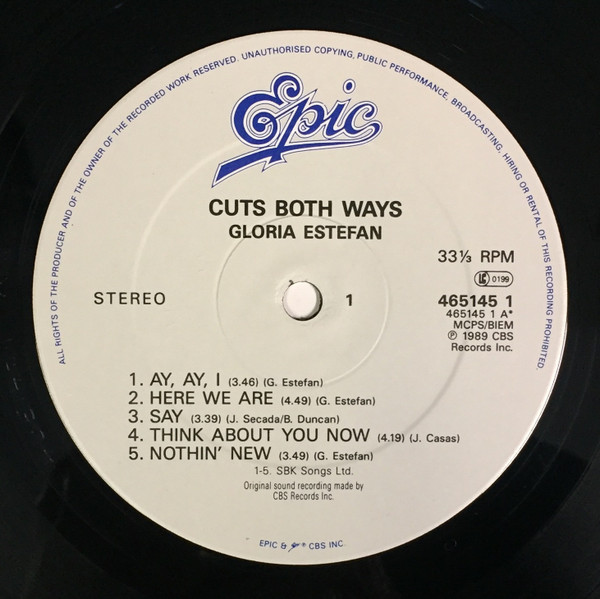 ALL RIGHTS OF THE PRODUCER AND OF THE OWNER OF THE RECORDED WORK RESERVED. UNAUTHORISED COPYING, PUBLIC PERFORMANCE, BROADCASTING, HIRING OR RENTAL OF THIS RECORDING PROHIBITED.
Epic
CUTS BOTH WAYS
GLORIA ESTEFAN
33⅓ RPM
LC 0199
STEREO
1
465145 1
465145 1 A*
MCPS/BIEM
℗ 1989 CBS
Records Inc.
1. AY, AY, I (3.46) (G. Estefan)
2. HERE WE ARE (4.49) (G. Estefan)
3. SAY (3.39) (J. Secada/B. Duncan)
4. THINK ABOUT YOU NOW (4.19) (J. Casas)
5. NOTHIN' NEW (3.49) (G. Estefan)
1-5. SBK Songs Ltd.
Original sound recording made by
CBS Records Inc.
EPIC & ® CBS INC.